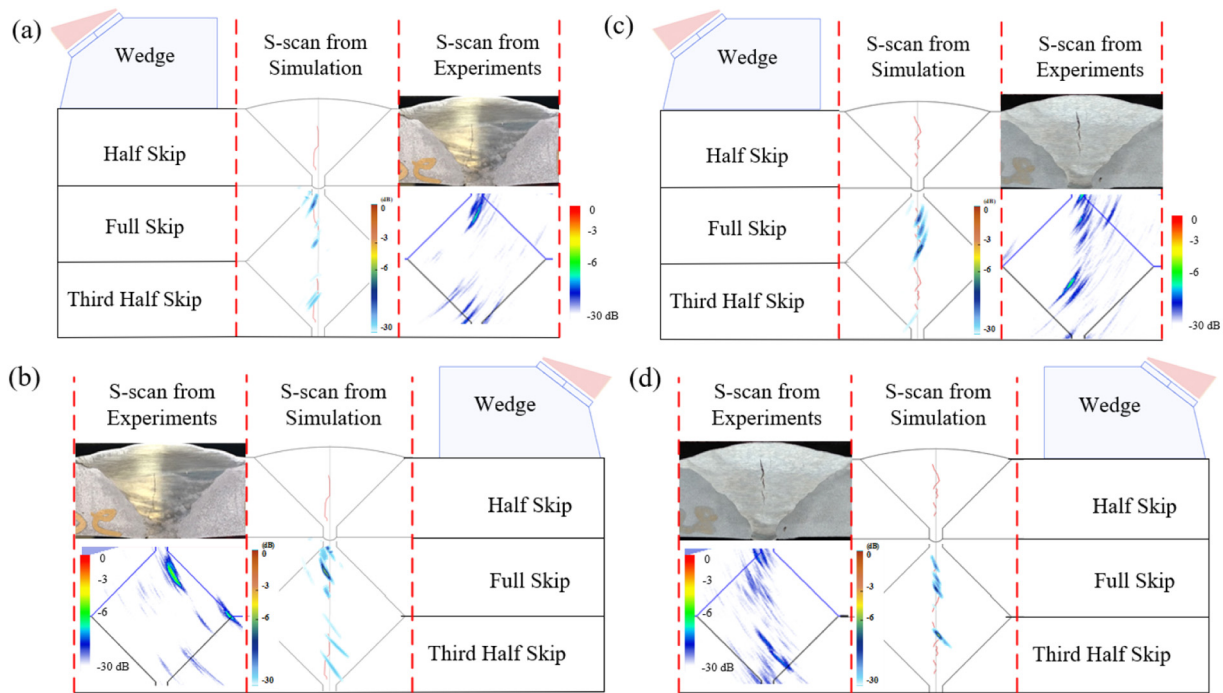 (a)
Wedge
S-scan from
Simulation
S-scan from
Experiments
Half Skip
Full Skip
Third Half Skip
(dB)
0
-3
-6
-30
0
-3
-6
-30 dB
(c)
Wedge
S-scan from
Simulation
S-scan from
Experiments
Half Skip
Full Skip
Third Half Skip
(dB)
0
-3
-6
-30
0
-3
-6
-30 dB
(b)
S-scan from
Experiments
S-scan from
Simulation
Wedge
Half Skip
Full Skip
Third Half Skip
0
-3
-6
-30 dB
(dB)
0
-3
-6
-30
(d)
S-scan from
Experiments
S-scan from
Simulation
Wedge
Half Skip
Full Skip
Third Half Skip
0
-3
-6
-30 dB
(dB)
0
-3
-6
-30